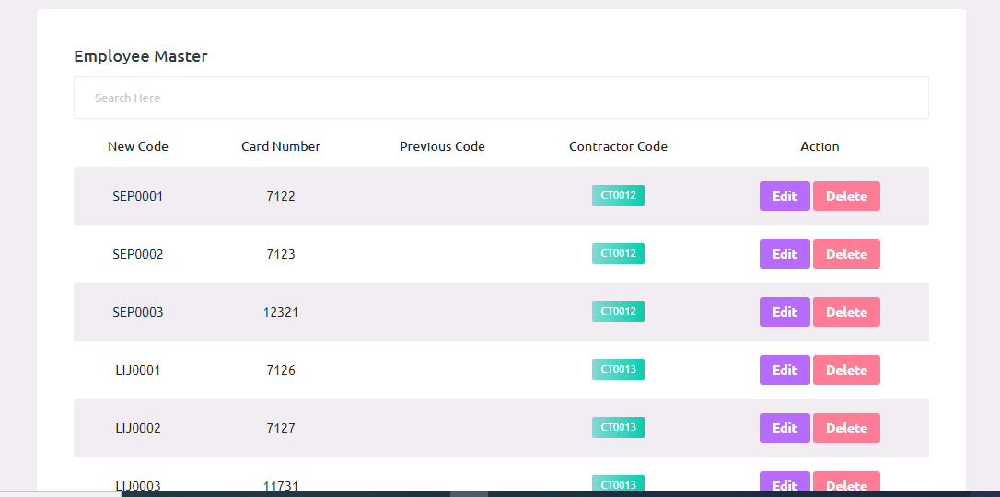 Employee Master
Search Here
New Code Card Number Previous Code Contractor Code Action
SEP0001 7122 CT0012 Edit Delete
SEP0002 7123 CT0012 Edit Delete
SEP0003 12321 CT0012 Edit Delete
LIJ0001 7126 CT0013 Edit Delete
LIJ0002 7127 CT0013 Edit Delete
LIJ0003 11731 CT0013 Edit Delete